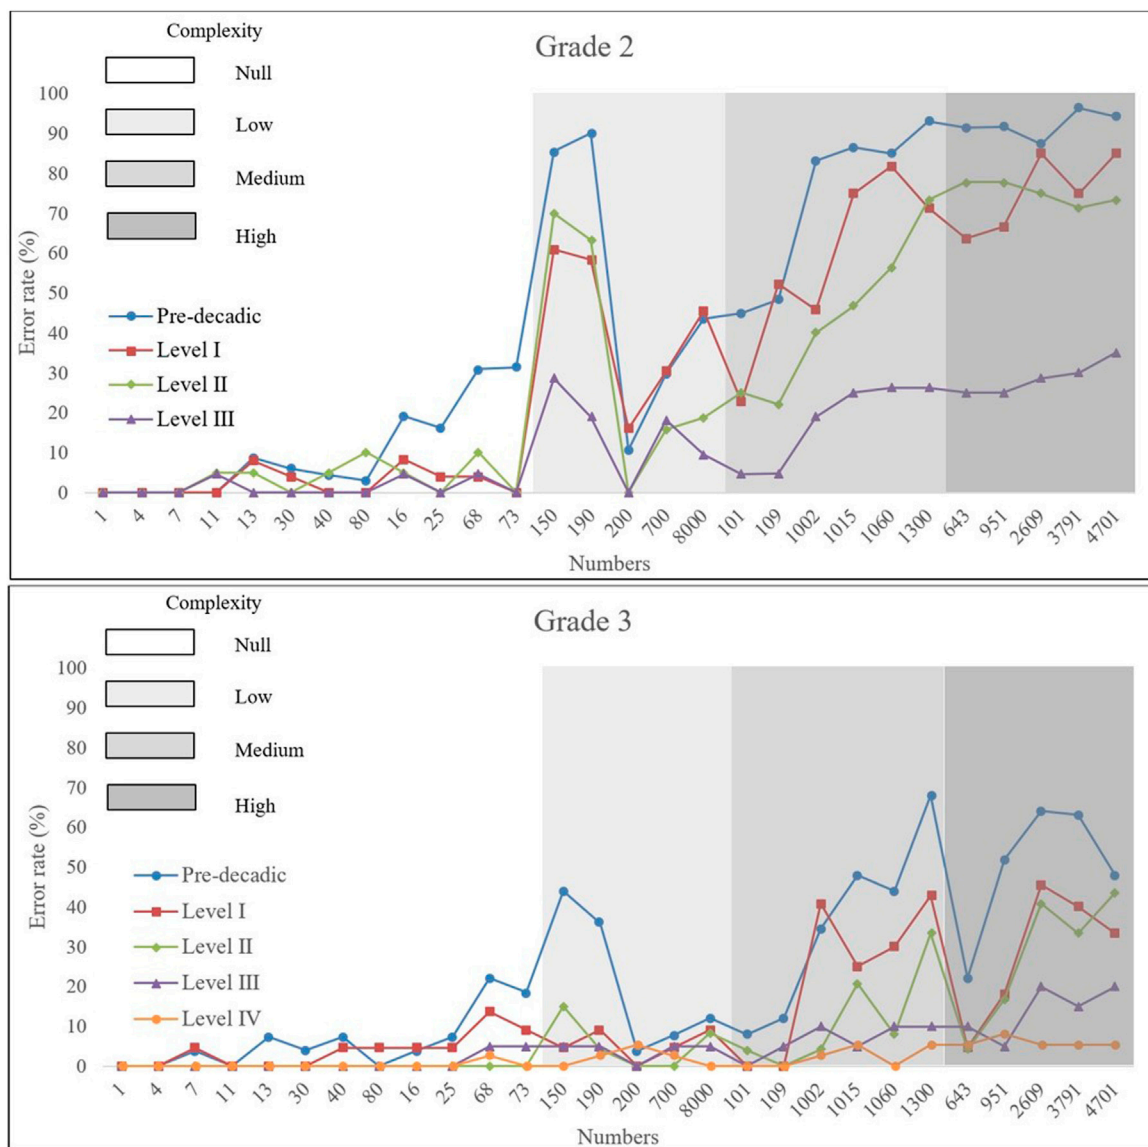 Complexity
Grade 2
Null
Low
Medium
High
100
90
80
70
60
50
40
30
20
10
0
Error rate (%)
Pre-decadic
Level I
Level II
Level III
1 4 7 11 13 30 40 80 16 25 68 73 150 190 200 700 8000 101 109 1002 1015 1060 1300 643 951 2609 3791 4701
Numbers
Complexity
Grade 3
Null
Low
Medium
High
100
90
80
70
60
50
40
30
20
10
0
Error rate (%)
Pre-decadic
Level I
Level II
Level III
Level IV
1 4 7 11 13 30 40 80 16 25 68 73 150 190 200 700 8000 101 109 1002 1015 1060 1300 643 951 2609 3791 4701
Numbers